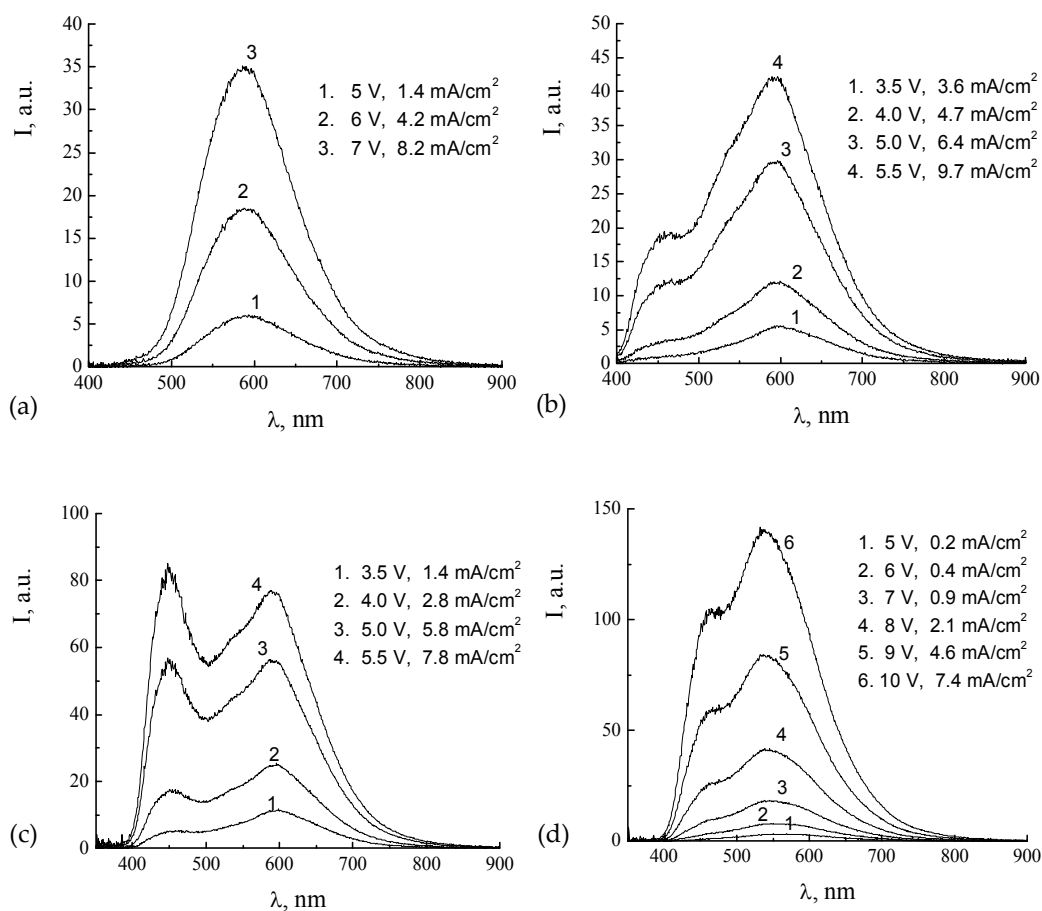 40
35
30
25
20
15
10
5
0
I, a.u.
3
2
1
1. 5 V, 1.4 mA/cm²
2. 6 V, 4.2 mA/cm²
3. 7 V, 8.2 mA/cm²
400 500 600 700 800 900
λ, nm
(a)
50
45
40
35
30
25
20
15
10
5
0
I, a.u.
4
3
2
1
1. 3.5 V, 3.6 mA/cm²
2. 4.0 V, 4.7 mA/cm²
3. 5.0 V, 6.4 mA/cm²
4. 5.5 V, 9.7 mA/cm²
400 500 600 700 800 900
λ, nm
(b)
100
80
60
40
20
0
I, a.u.
4
3
2
1
1. 3.5 V, 1.4 mA/cm²
2. 4.0 V, 2.8 mA/cm²
3. 5.0 V, 5.8 mA/cm²
4. 5.5 V, 7.8 mA/cm²
400 500 600 700 800 900
λ, nm
(c)
150
100
50
0
I, a.u.
6
5
4
3
2
1
1. 5 V, 0.2 mA/cm²
2. 6 V, 0.4 mA/cm²
3. 7 V, 0.9 mA/cm²
4. 8 V, 2.1 mA/cm²
5. 9 V, 4.6 mA/cm²
6. 10 V, 7.4 mA/cm²
400 500 600 700 800 900
λ, nm
(d)